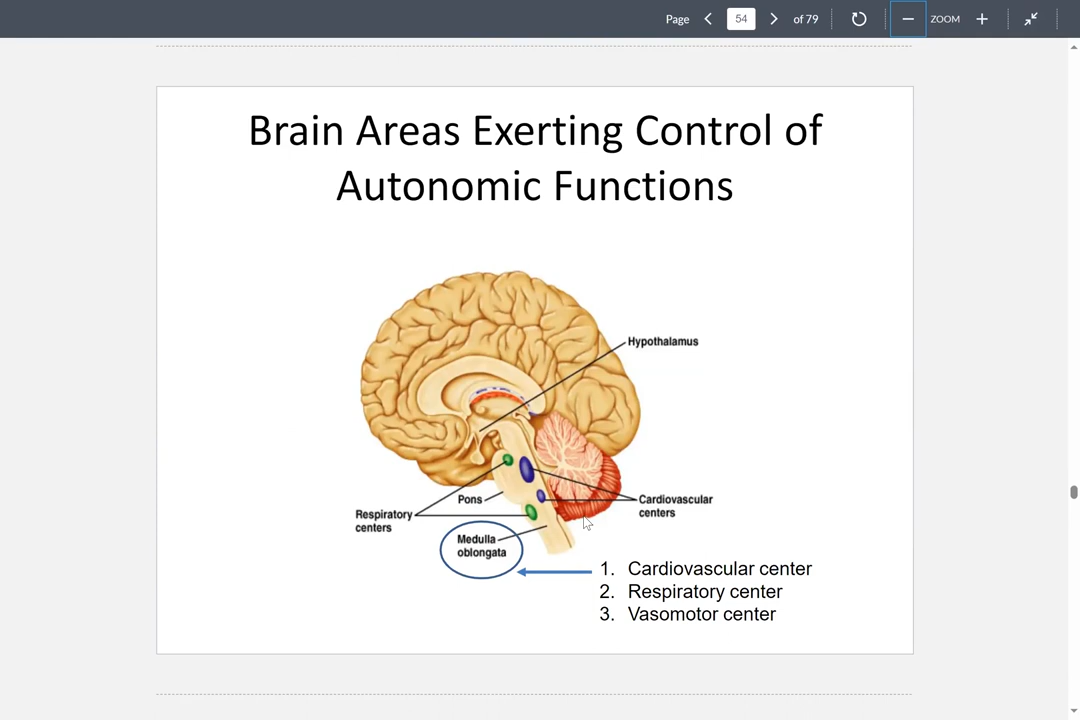 Page 54 of 79 ZOOM
Brain Areas Exerting Control of
Autonomic Functions
Hypothalamus
Pons
Cardiovascular
centers
Respiratory
centers
Medulla
oblongata
1. Cardiovascular center
2. Respiratory center
3. Vasomotor center